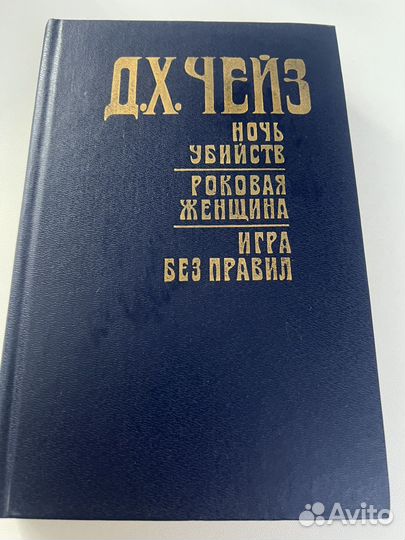 Д.Х. ЧЕЙЗ
НОЧЬ
УБИЙСТВ
РОКОВАЯ
ЖЕНЩИНА
ИГРА
БЕЗ ПРАВИЛ
Avito